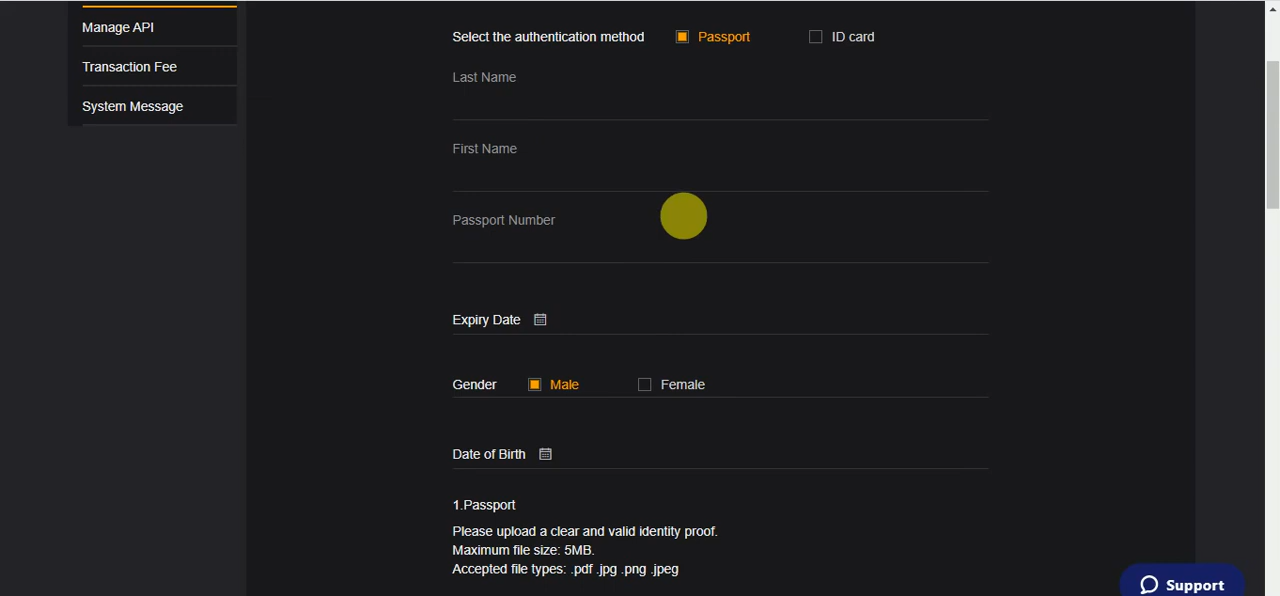 Manage API
Transaction Fee
System Message
Select the authentication method Passport ID card
Last Name
First Name
Passport Number
Expiry Date
Gender Male Female
Date of Birth
1.Passport
Please upload a clear and valid identity proof.
Maximum file size: 5MB.
Accepted file types: .pdf .jpg .png .jpeg
Support